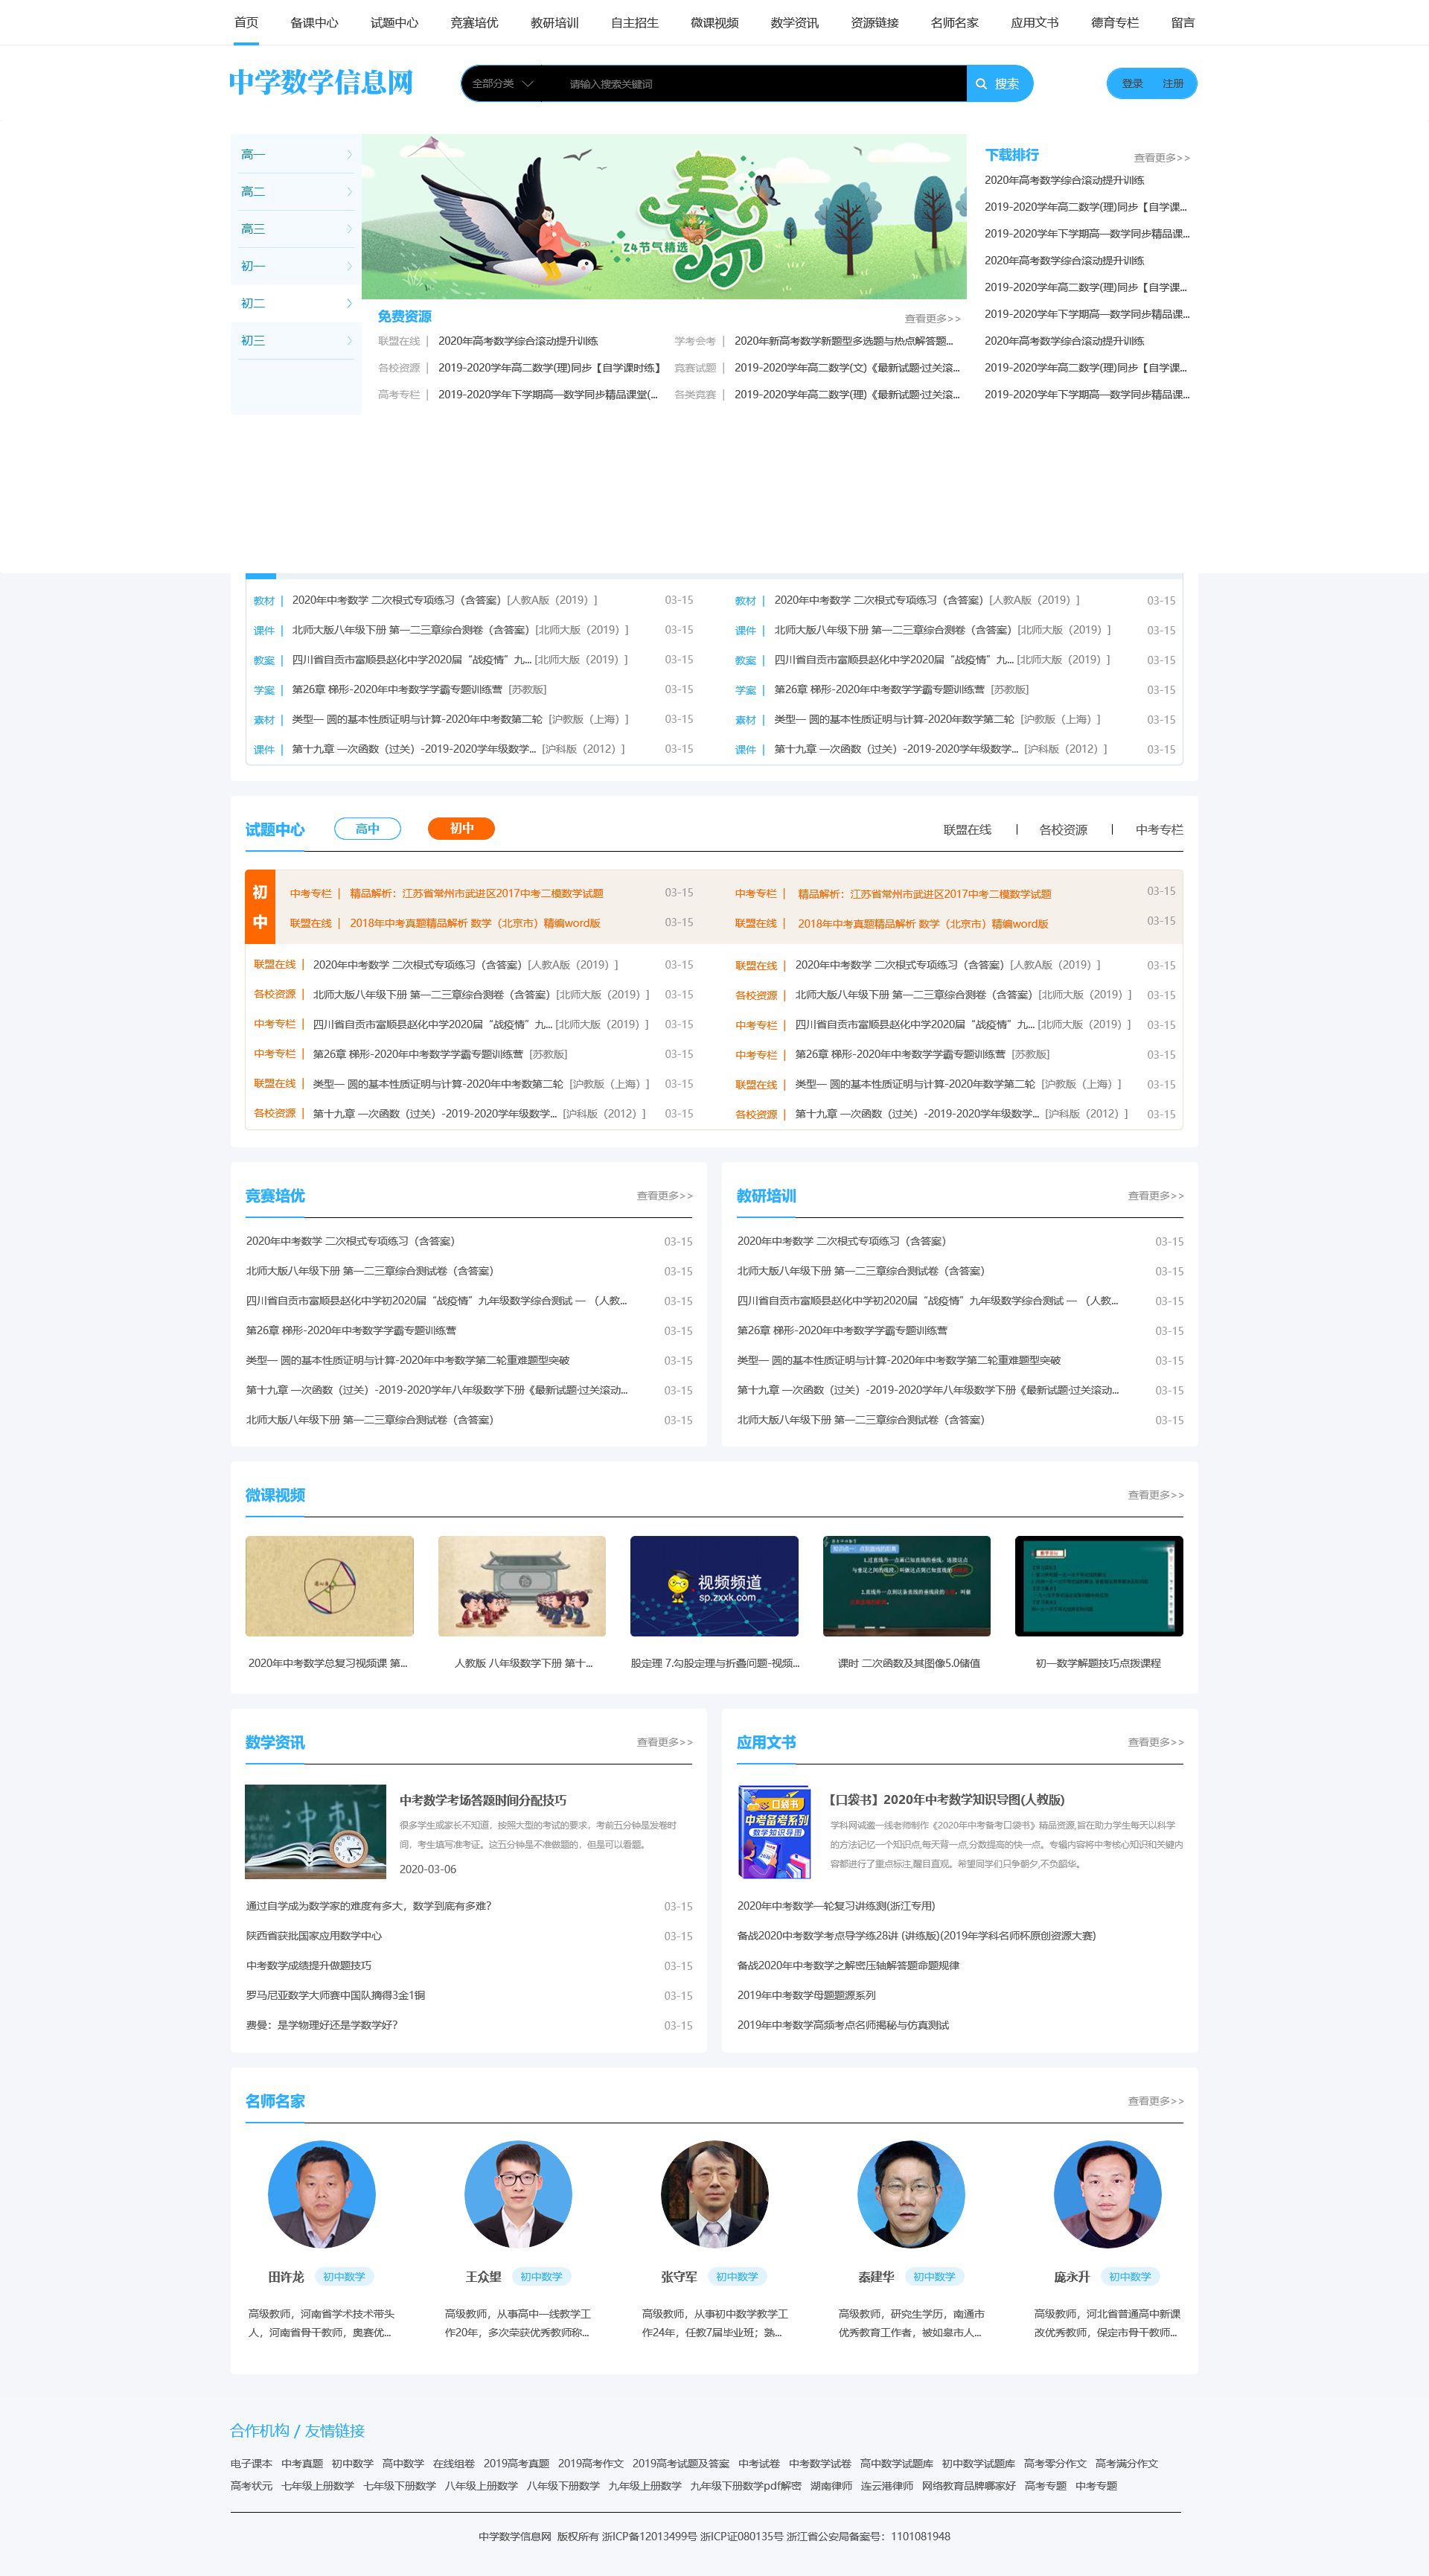 首页 备课中心 试题中心 竞赛培优 教研培训 自主招生 微课视频 数学资讯 资源链接 名师名家 应用文书 德育专栏 留言
中学数学信息网 全部分类 请输入搜索关键词 搜索 登录 注册
高一
高二
高三
初一
初二
初三
春分
24节气精选
免费资源 查看更多>>
联盟在线 | 2020年高考数学综合滚动提升训练 学考会考 | 2020年新高考数学新题型多选题与热点解答题...
各校资源 | 2019-2020学年高二数学(理)同步【自学课时练】 竞赛试题 | 2019-2020学年高二数学(文)《最新试题·过关滚...
高考专栏 | 2019-2020学年下学期高一数学同步精品课堂(... 各类竞赛 | 2019-2020学年高二数学(理)《最新试题·过关滚...
下载排行 查看更多>>
2020年高考数学综合滚动提升训练
2019-2020学年高二数学(理)同步【自学课...
2019-2020学年下学期高一数学同步精品课...
2020年高考数学综合滚动提升训练
2019-2020学年高二数学(理)同步【自学课...
2019-2020学年下学期高一数学同步精品课...
2020年高考数学综合滚动提升训练
2019-2020学年高二数学(理)同步【自学课...
2019-2020学年下学期高一数学同步精品课...
教材 | 2020年中考数学 二次根式专项练习（含答案）[人教A版（2019）] 03-15 教材 | 2020年中考数学 二次根式专项练习（含答案）[人教A版（2019）] 03-15
课件 | 北师大版八年级下册 第一二三章综合测卷（含答案）[北师大版（2019）] 03-15 课件 | 北师大版八年级下册 第一二三章综合测卷（含答案）[北师大版（2019）] 03-15
教案 | 四川省自贡市富顺县赵化中学2020届“战疫情”九... [北师大版（2019）] 03-15 教案 | 四川省自贡市富顺县赵化中学2020届“战疫情”九... [北师大版（2019）] 03-15
学案 | 第26章 梯形-2020年中考数学学霸专题训练营 [苏教版] 03-15 学案 | 第26章 梯形-2020年中考数学学霸专题训练营 [苏教版] 03-15
素材 | 类型一 圆的基本性质证明与计算-2020年中考数第二轮 [沪教版（上海）] 03-15 素材 | 类型一 圆的基本性质证明与计算-2020年数学第二轮 [沪教版（上海）] 03-15
课件 | 第十九章 一次函数（过关）-2019-2020学年级数学... [沪科版（2012）] 03-15 课件 | 第十九章 一次函数（过关）-2019-2020学年级数学... [沪科版（2012）] 03-15
试题中心 高中 初中 联盟在线 | 各校资源 | 中考专栏
初中
中考专栏 | 精品解析：江苏省常州市武进区2017中考二模数学试题 03-15 中考专栏 | 精品解析：江苏省常州市武进区2017中考二模数学试题 03-15
联盟在线 | 2018年中考真题精品解析 数学（北京市）精编word版 03-15 联盟在线 | 2018年中考真题精品解析 数学（北京市）精编word版 03-15
联盟在线 | 2020年中考数学 二次根式专项练习（含答案）[人教A版（2019）] 03-15 联盟在线 | 2020年中考数学 二次根式专项练习（含答案）[人教A版（2019）] 03-15
各校资源 | 北师大版八年级下册 第一二三章综合测卷（含答案）[北师大版（2019）] 03-15 各校资源 | 北师大版八年级下册 第一二三章综合测卷（含答案）[北师大版（2019）] 03-15
中考专栏 | 四川省自贡市富顺县赵化中学2020届“战疫情”九... [北师大版（2019）] 03-15 中考专栏 | 四川省自贡市富顺县赵化中学2020届“战疫情”九... [北师大版（2019）] 03-15
中考专栏 | 第26章 梯形-2020年中考数学学霸专题训练营 [苏教版] 03-15 中考专栏 | 第26章 梯形-2020年中考数学学霸专题训练营 [苏教版] 03-15
联盟在线 | 类型一 圆的基本性质证明与计算-2020年中考数第二轮 [沪教版（上海）] 03-15 联盟在线 | 类型一 圆的基本性质证明与计算-2020年数学第二轮 [沪教版（上海）] 03-15
各校资源 | 第十九章 一次函数（过关）-2019-2020学年级数学... [沪科版（2012）] 03-15 各校资源 | 第十九章 一次函数（过关）-2019-2020学年级数学... [沪科版（2012）] 03-15
竞赛培优 查看更多>>
2020年中考数学 二次根式专项练习（含答案） 03-15
北师大版八年级下册 第一二三章综合测试卷（含答案） 03-15
四川省自贡市富顺县赵化中学初2020届“战疫情”九年级数学综合测试 一 （人教... 03-15
第26章 梯形-2020年中考数学学霸专题训练营 03-15
类型一 圆的基本性质证明与计算-2020年中考数学第二轮重难题型突破 03-15
第十九章 一次函数（过关）-2019-2020学年八年级数学下册《最新试题·过关滚动... 03-15
北师大版八年级下册 第一二三章综合测试卷（含答案） 03-15
教研培训 查看更多>>
2020年中考数学 二次根式专项练习（含答案） 03-15
北师大版八年级下册 第一二三章综合测试卷（含答案） 03-15
四川省自贡市富顺县赵化中学初2020届“战疫情”九年级数学综合测试 一 （人教... 03-15
第26章 梯形-2020年中考数学学霸专题训练营 03-15
类型一 圆的基本性质证明与计算-2020年中考数学第二轮重难题型突破 03-15
第十九章 一次函数（过关）-2019-2020学年八年级数学下册《最新试题·过关滚动... 03-15
北师大版八年级下册 第一二三章综合测试卷（含答案） 03-15
微课视频 查看更多>>
视频频道
sp.zxxk.com
1.过直线外一点画已知直线的垂线，连接这点
与垂足之间的线段，叫做这点到已知直线的
2.直线外一点到这条直线的垂线段的 叫做
2020年中考数学总复习视频课 第... 人教版 八年级数学下册 第十... 股定理 7.勾股定理与折叠问题-视频... 课时 二次函数及其图像5.0储值 初一数学解题技巧点拨课程
数学资讯 查看更多>>
冲刺
中考数学考场答题时间分配技巧
很多学生或家长不知道，按照大型的考试的要求，考前五分钟是发卷时
间，考生填写准考证。这五分钟是不准做题的，但是可以看题。
2020-03-06
通过自学成为数学家的难度有多大，数学到底有多难? 03-15
陕西省获批国家应用数学中心 03-15
中考数学成绩提升做题技巧 03-15
罗马尼亚数学大师赛中国队摘得3金1铜 03-15
费曼：是学物理好还是学数学好? 03-15
应用文书 查看更多>>
口袋书
中考备考系列
数学知识导图
【口袋书】2020年中考数学知识导图(人教版)
学科网诚邀一线老师制作《2020年中考备考口袋书》精品资源,旨在助力学生每天以科学
的方法记忆一个知识点,每天背一点,分数提高的快一点。专辑内容将中考核心知识和关键内
容都进行了重点标注,醒目直观。希望同学们只争朝夕,不负韶华。
2020年中考数学一轮复习讲练测(浙江专用)
备战2020中考数学考点导学练28讲 (讲练版)(2019年学科名师杯原创资源大赛)
备战2020年中考数学之解密压轴解答题命题规律
2019年中考数学母题题源系列
2019年中考数学高频考点名师揭秘与仿真测试
名师名家 查看更多>>
田许龙 初中数学 王众望 初中数学 张守军 初中数学 秦建华 初中数学 庞永升 初中数学
高级教师，河南省学术技术带头
人，河南省骨干教师，奥赛优...
高级教师，从事高中一线教学工
作20年，多次荣获优秀教师称...
高级教师，从事初中数学教学工
作24年，任教7届毕业班；熟...
高级教师，研究生学历，南通市
优秀教育工作者，被如皋市人...
高级教师，河北省普通高中新课
改优秀教师，保定市骨干教师...
合作机构 / 友情链接
电子课本 中考真题 初中数学 高中数学 在线组卷 2019高考真题 2019高考作文 2019高考试题及答案 中考试卷 中考数学试卷 高中数学试题库 初中数学试题库 高考零分作文 高考满分作文
高考状元 七年级上册数学 七年级下册数学 八年级上册数学 八年级下册数学 九年级上册数学 九年级下册数学pdf解密 湖南律师 连云港律师 网络教育品牌哪家好 高考专题 中考专题
中学数学信息网 版权所有 浙ICP备12013499号 浙ICP证080135号 浙江省公安局备案号：1101081948